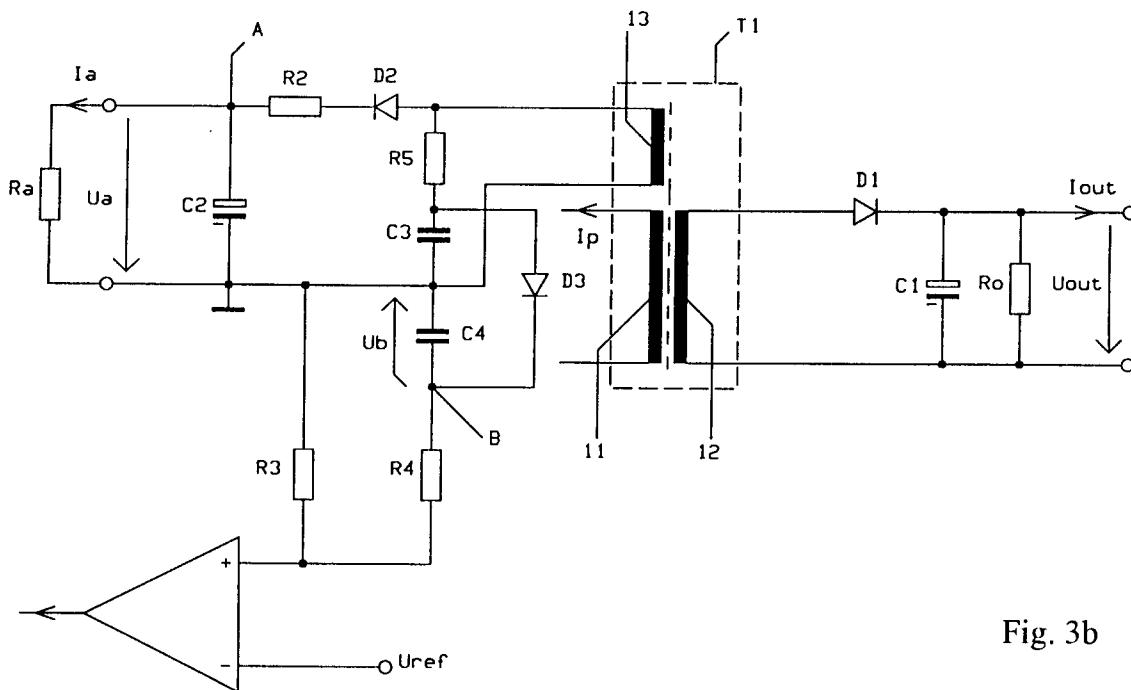 13
T1
A
Ia
R2
D2
R5
Ra
Ua
C2
-
D1
Iout
C3
Ip
D3
C1
-
Ro
Uout
Ub
C4
B
11
12
R3
R4
+
-
Uref
Fig. 3b